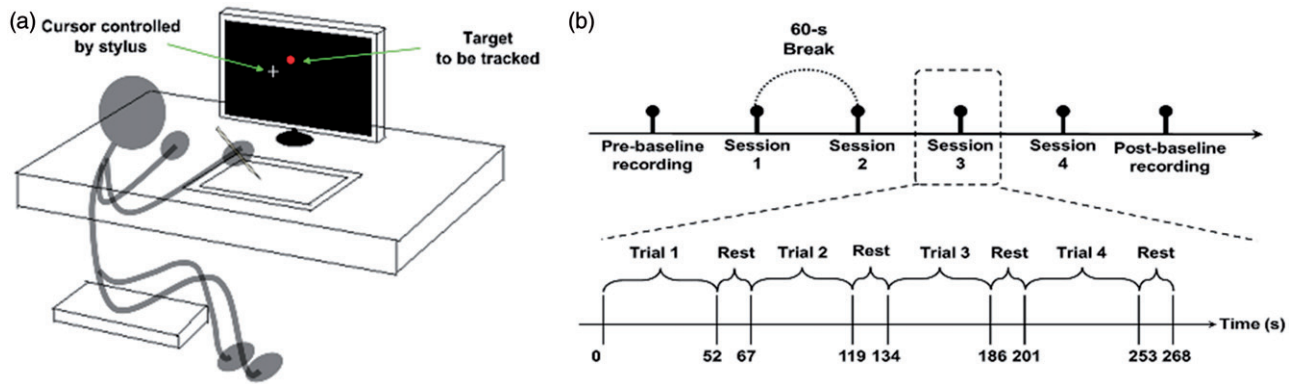 (a)
Cursor controlled
by stylus
Target
to be tracked
(b)
60-s
Break
Pre-baseline
recording
Session
1
Session
2
Session
3
Session
4
Post-baseline
recording
Trial 1 Rest Trial 2 Rest Trial 3 Rest Trial 4 Rest
Time (s)
0 52 67 119 134 186 201 253 268